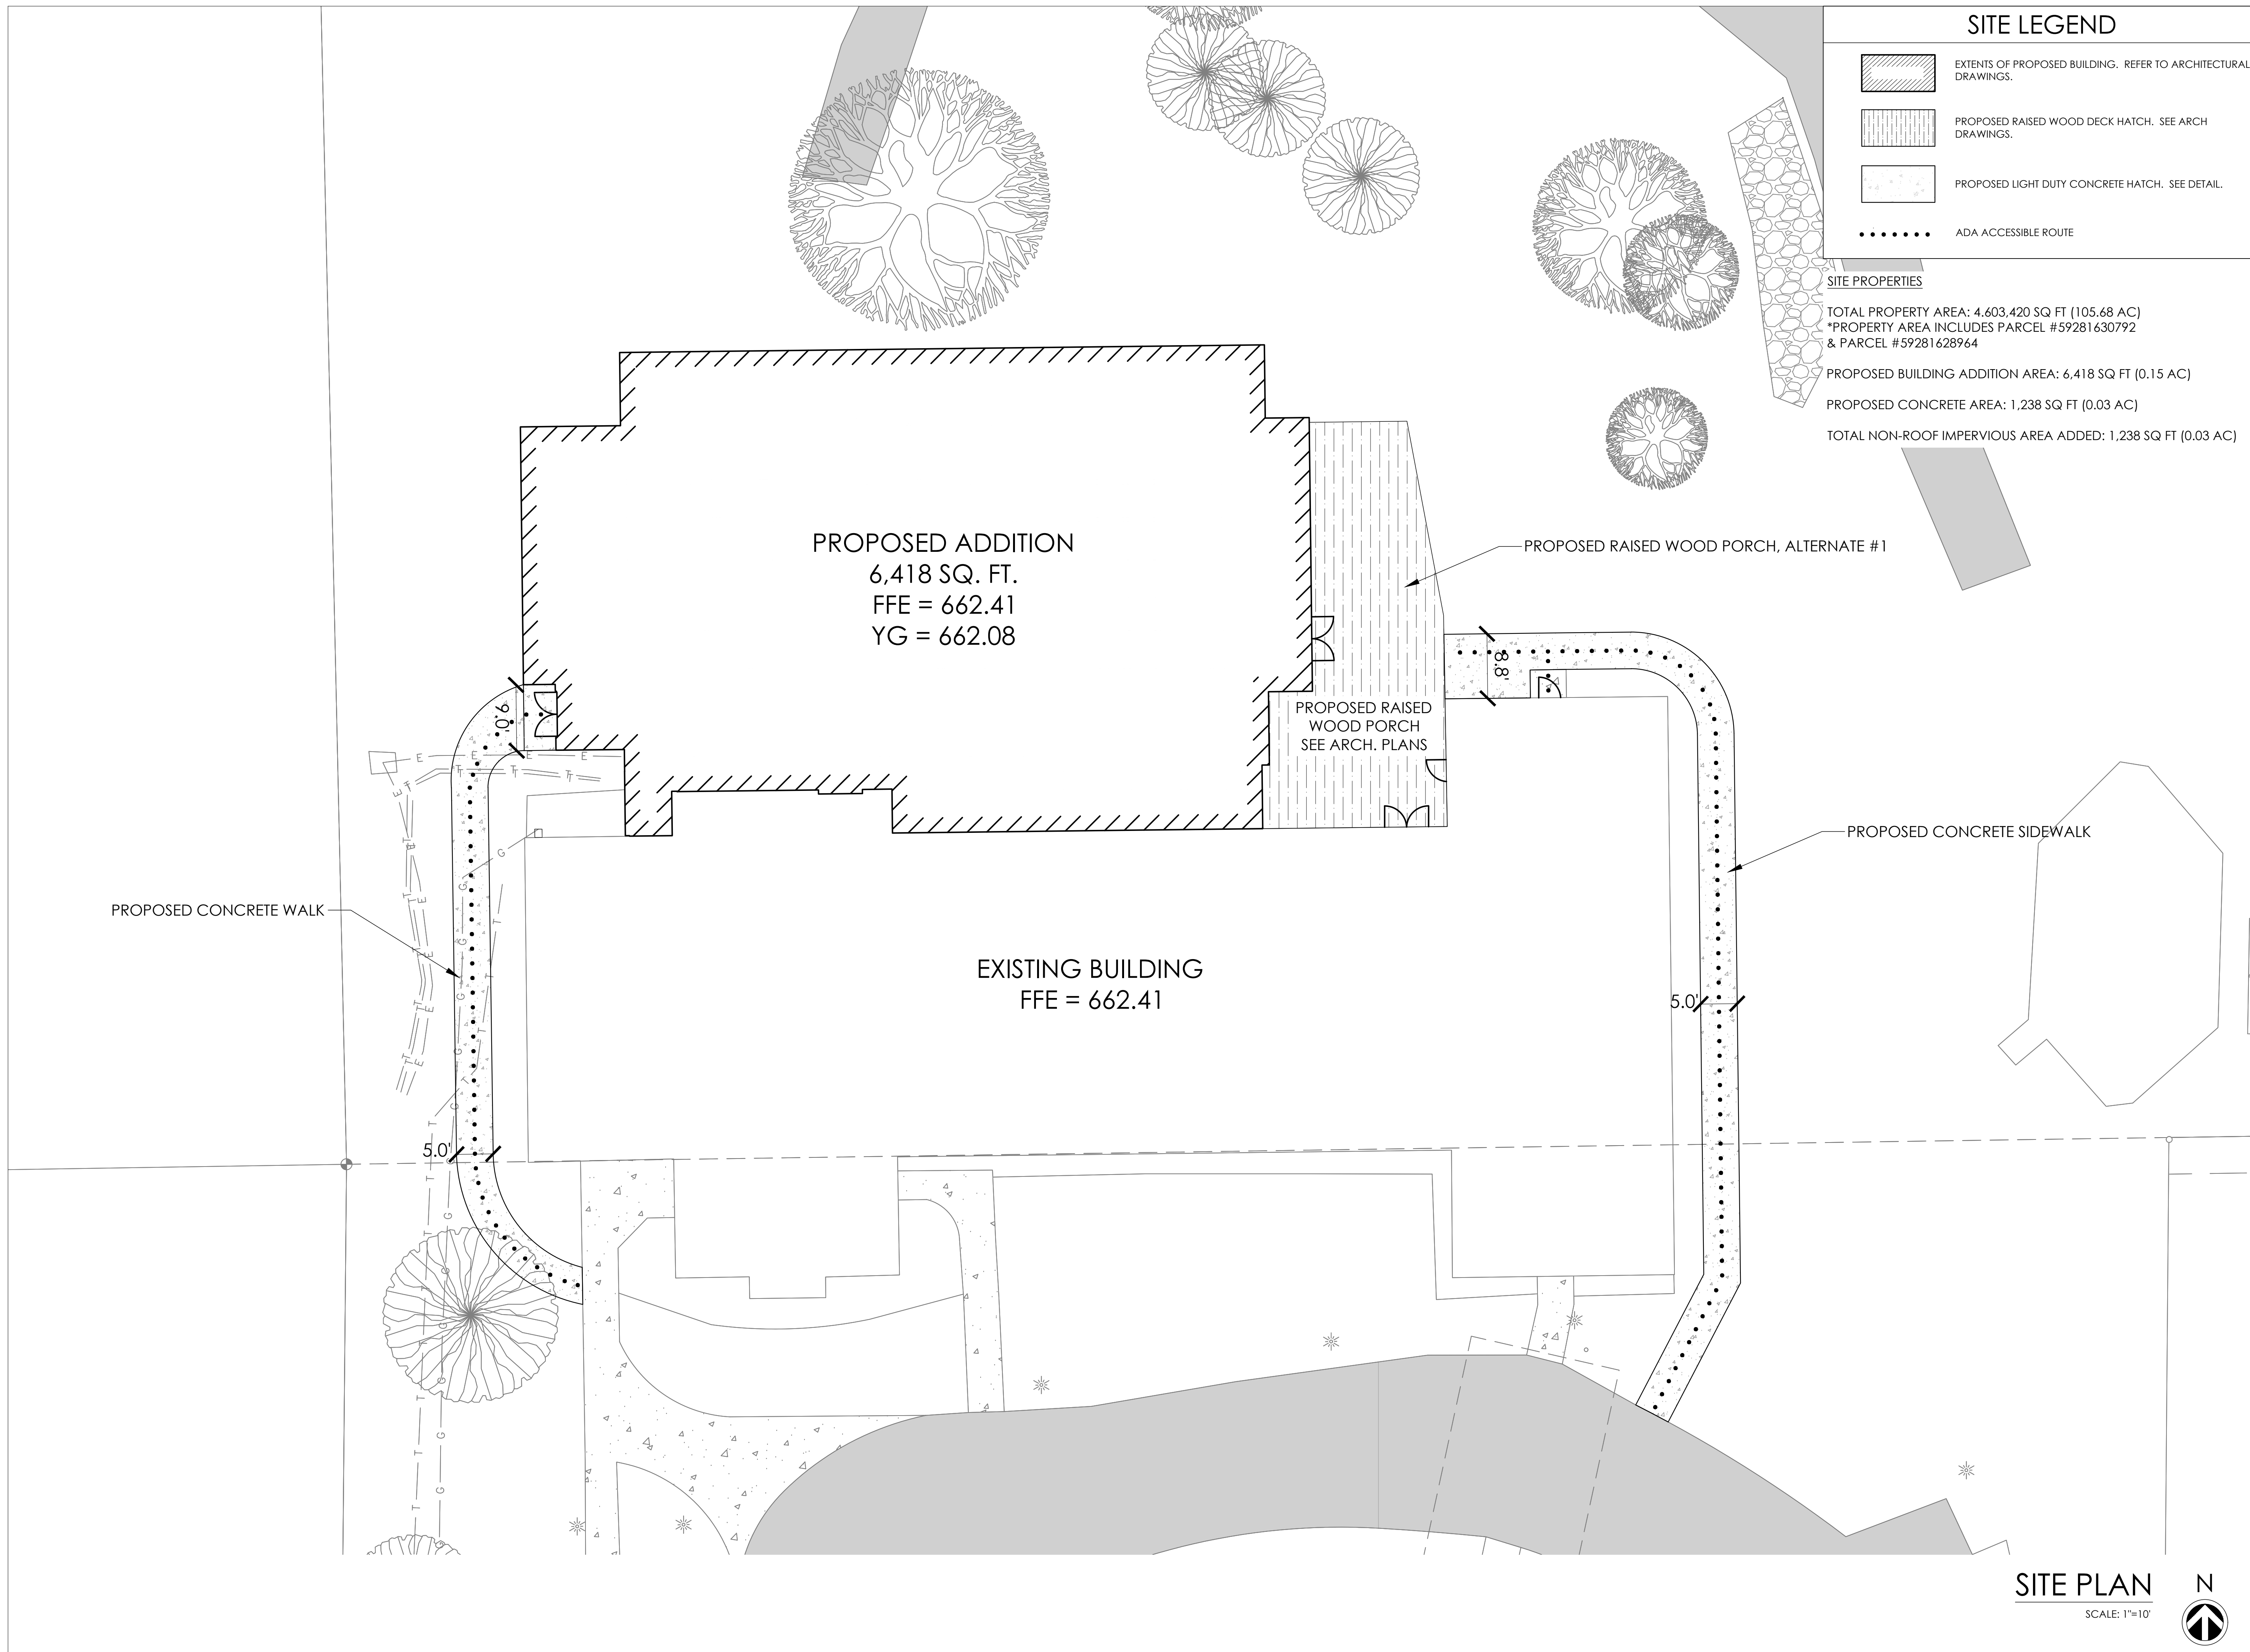 SITE LEGEND
EXTENTS OF PROPOSED BUILDING. REFER TO ARCHITECTURAL
DRAWINGS.
PROPOSED RAISED WOOD DECK HATCH. SEE ARCH
DRAWINGS.
PROPOSED LIGHT DUTY CONCRETE HATCH. SEE DETAIL.
ADA ACCESSIBLE ROUTE
SITE PROPERTIES
TOTAL PROPERTY AREA: 4.603,420 SQ FT (105.68 AC)
*PROPERTY AREA INCLUDES PARCEL #59281630792
& PARCEL #59281628964
PROPOSED BUILDING ADDITION AREA: 6,418 SQ FT (0.15 AC)
PROPOSED CONCRETE AREA: 1,238 SQ FT (0.03 AC)
TOTAL NON-ROOF IMPERVIOUS AREA ADDED: 1,238 SQ FT (0.03 AC)
PROPOSED ADDITION
6,418 SQ. FT.
FFE = 662.41
YG = 662.08
PROPOSED RAISED WOOD PORCH, ALTERNATE #1
8.8'
9.0'
PROPOSED RAISED
WOOD PORCH
SEE ARCH. PLANS
PROPOSED CONCRETE SIDEWALK
PROPOSED CONCRETE WALK
EXISTING BUILDING
FFE = 662.41
5.0'
5.0'
SITE PLAN
SCALE: 1"=10'
N